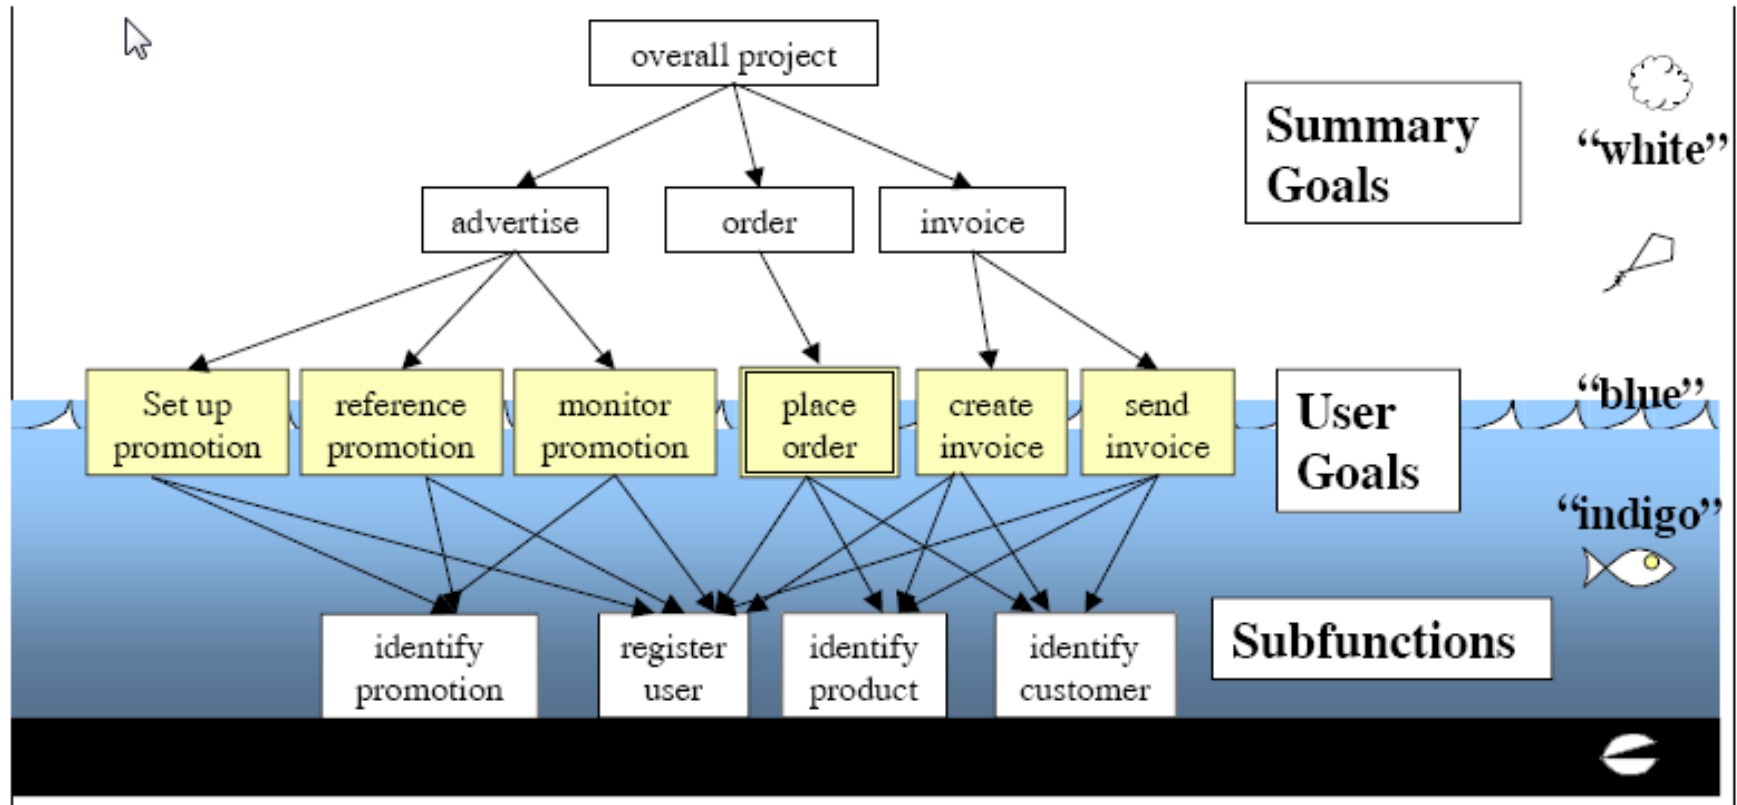 overall project
Summary
Goals
“white”
advertise
order
invoice
Set up
promotion
reference
promotion
monitor
promotion
place
order
create
invoice
send
invoice
User
Goals
“blue”
“indigo”
identify
promotion
register
user
identify
product
identify
customer
Subfunctions